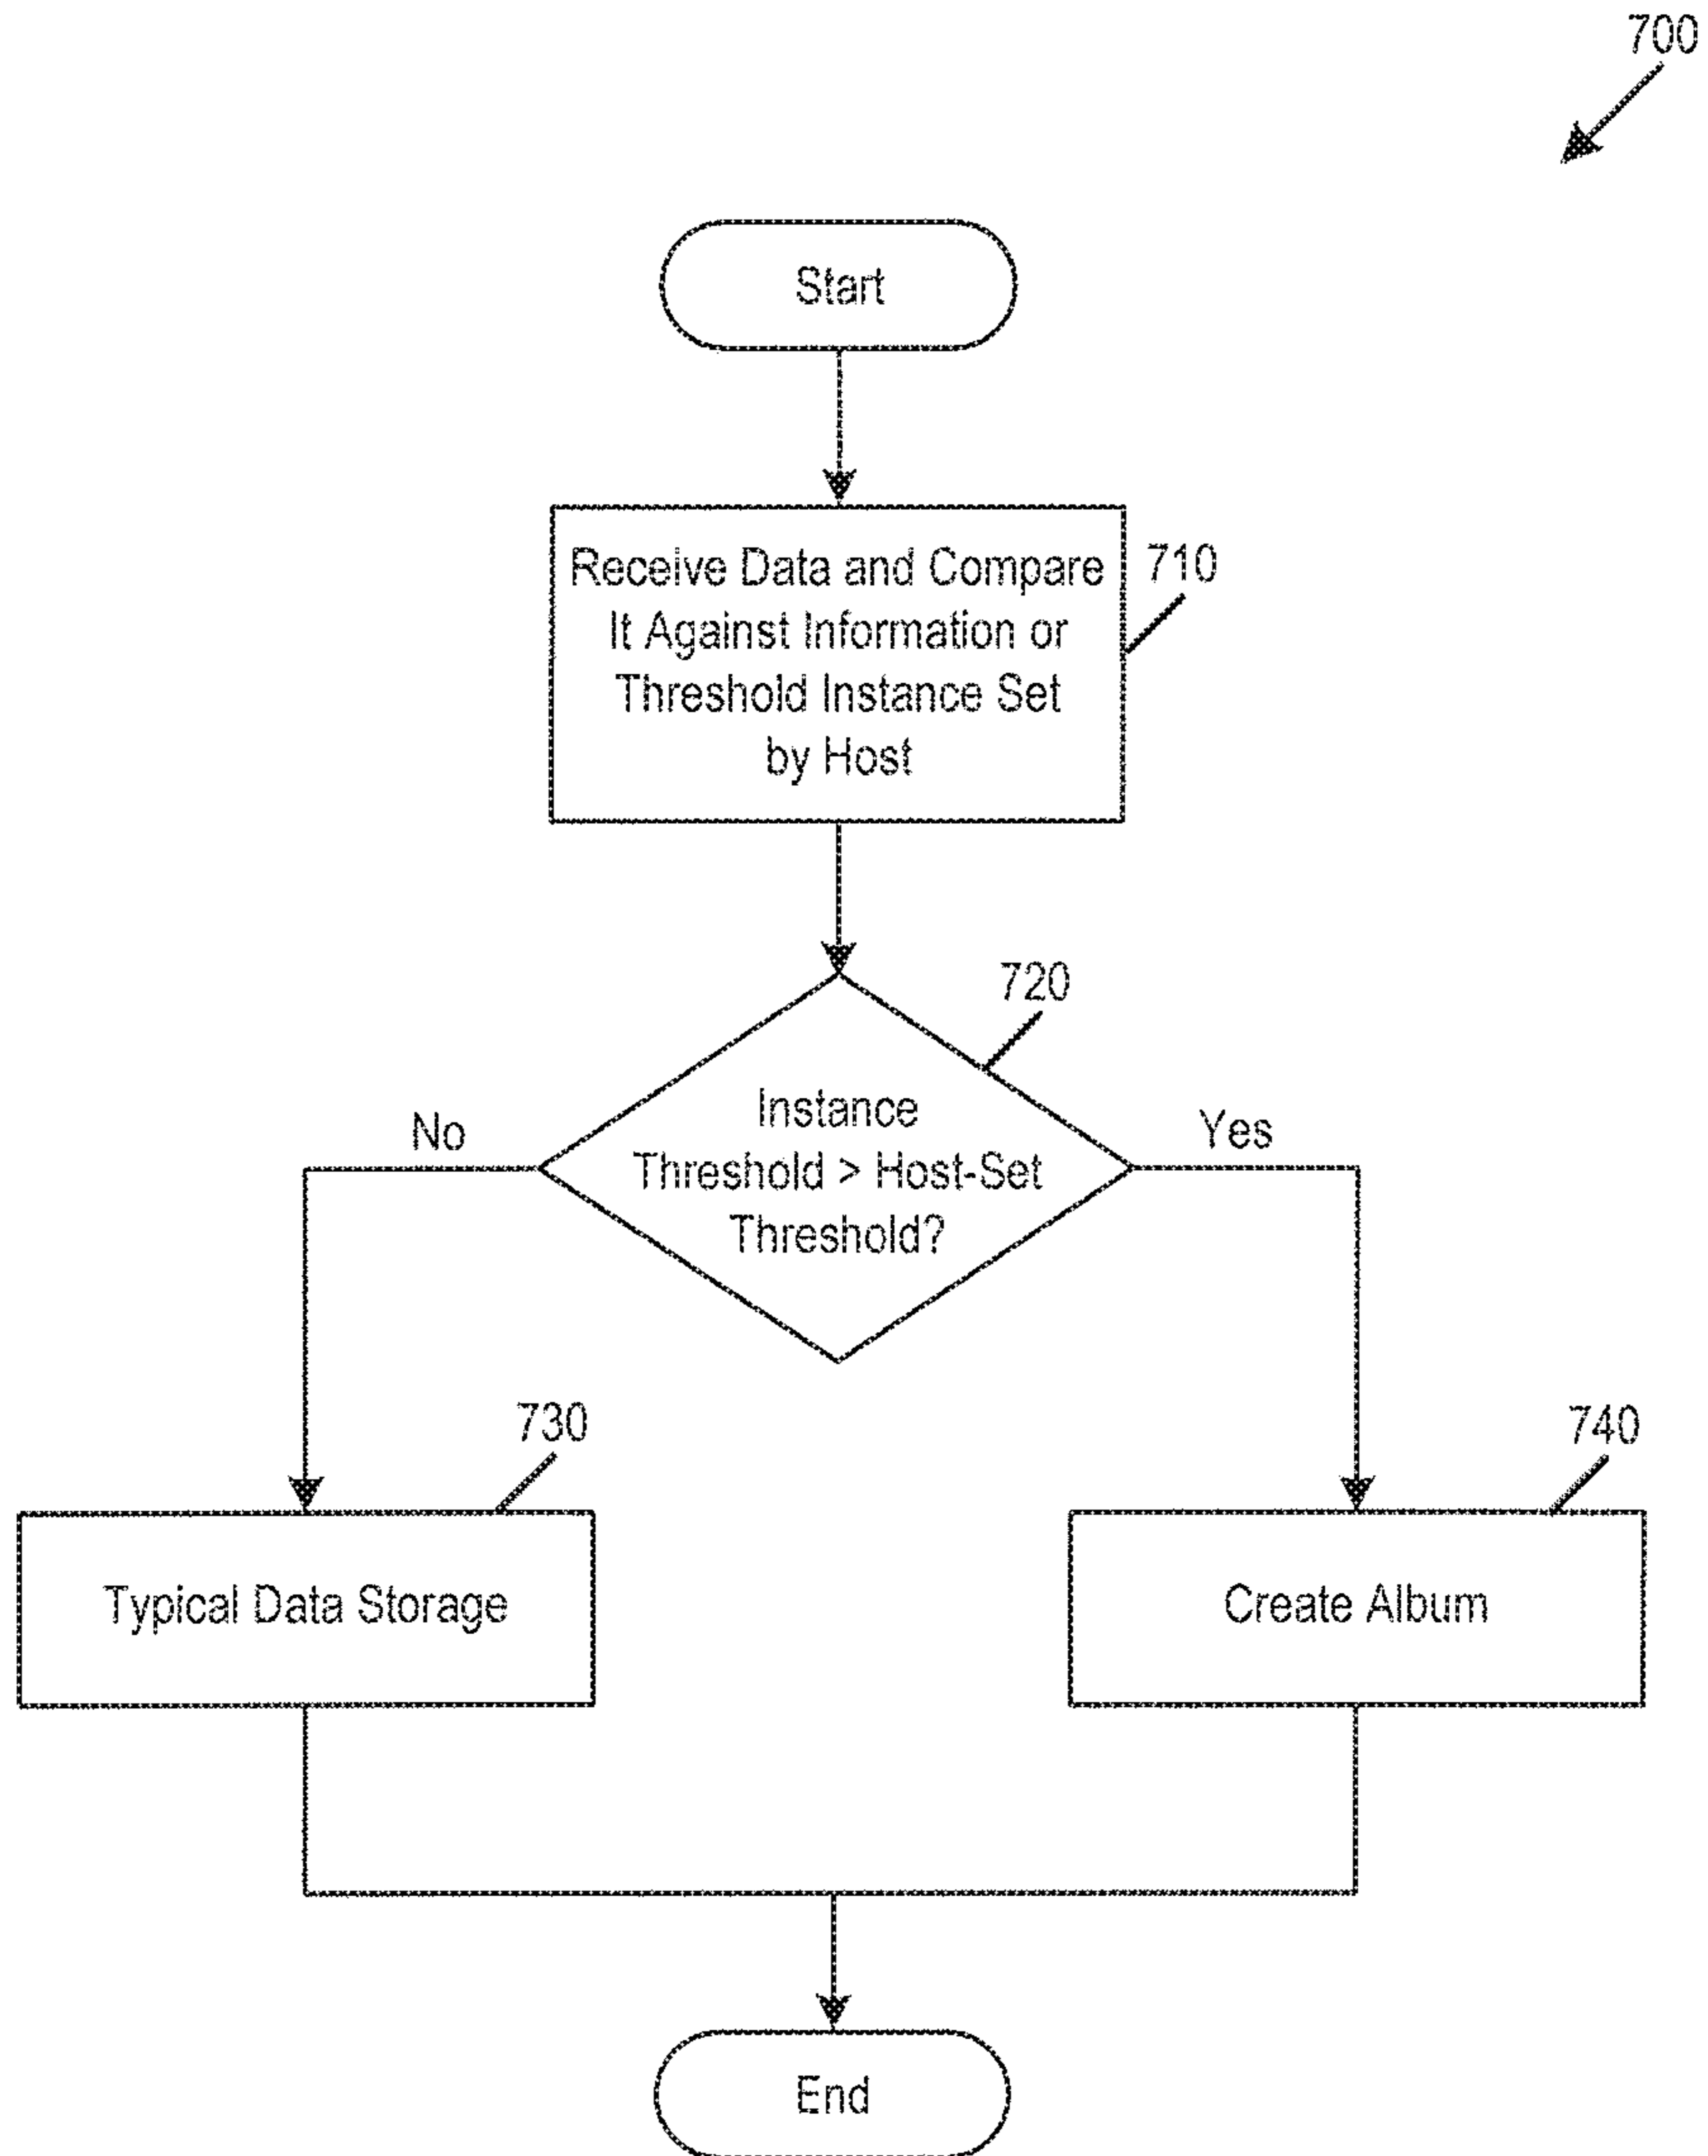 700
Start
Receive Data and Compare
It Against Information or
Threshold Instance Set
by Host
710
720
Instance
Threshold > Host-Set
Threshold?
No
Yes
730
Typical Data Storage
740
Create Album
End